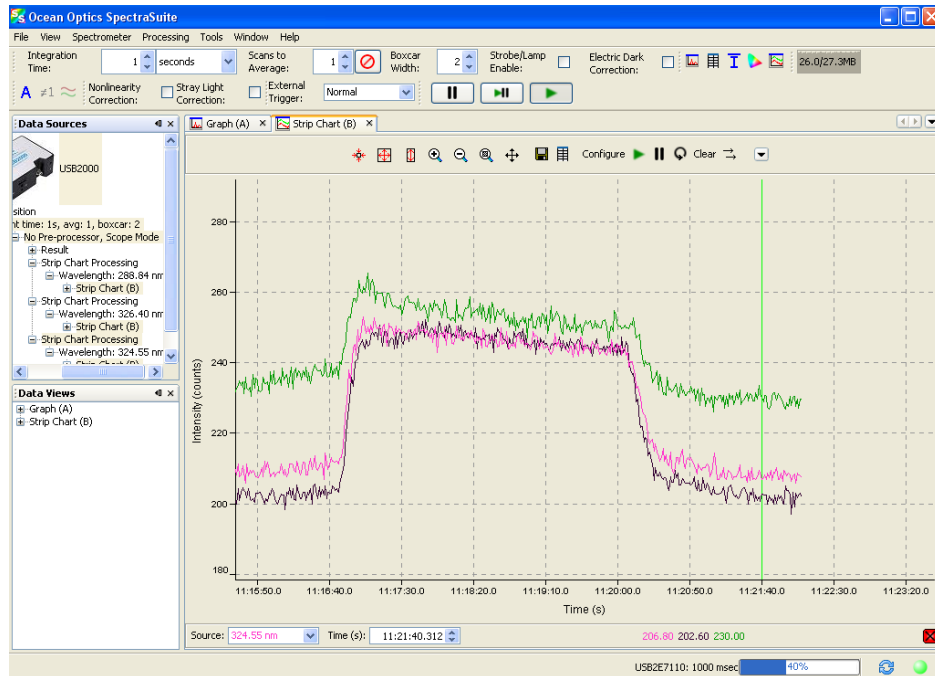 Ocean Optics SpectraSuite
File View Spectrometer Processing Tools Window Help
Integration Time: 1 seconds Scans to Average: 1 Boxcar Width: 2 Strobe/Lamp Enable: Electric Dark Correction: 26.0/27.3MB
A ≠1 Nonlinearity Correction: Stray Light Correction: External Trigger: Normal
Data Sources
Graph (A) Strip Chart (B)
Configure Clear
USB2000
sition
nt time: 1s, avg: 1, boxcar: 2
No Pre-processor, Scope Mode
Result
Strip Chart Processing
Wavelength: 288.84 nm
Strip Chart (B)
Strip Chart Processing
Wavelength: 326.40 nm
Strip Chart (B)
Strip Chart Processing
Wavelength: 324.55 nm
Data Views
Graph (A)
Strip Chart (B)
Intensity (counts)
280
260
240
220
200
180
11:15:50.0 11:16:40.0 11:17:30.0 11:18:20.0 11:19:10.0 11:20:00.0 11:20:50.0 11:21:40.0 11:22:30.0 11:23:20.0
Time (s)
Source: 324.55 nm Time (s): 11:21:40.312 206.80 202.60 230.00
USB2E7110: 1000 msec 40%